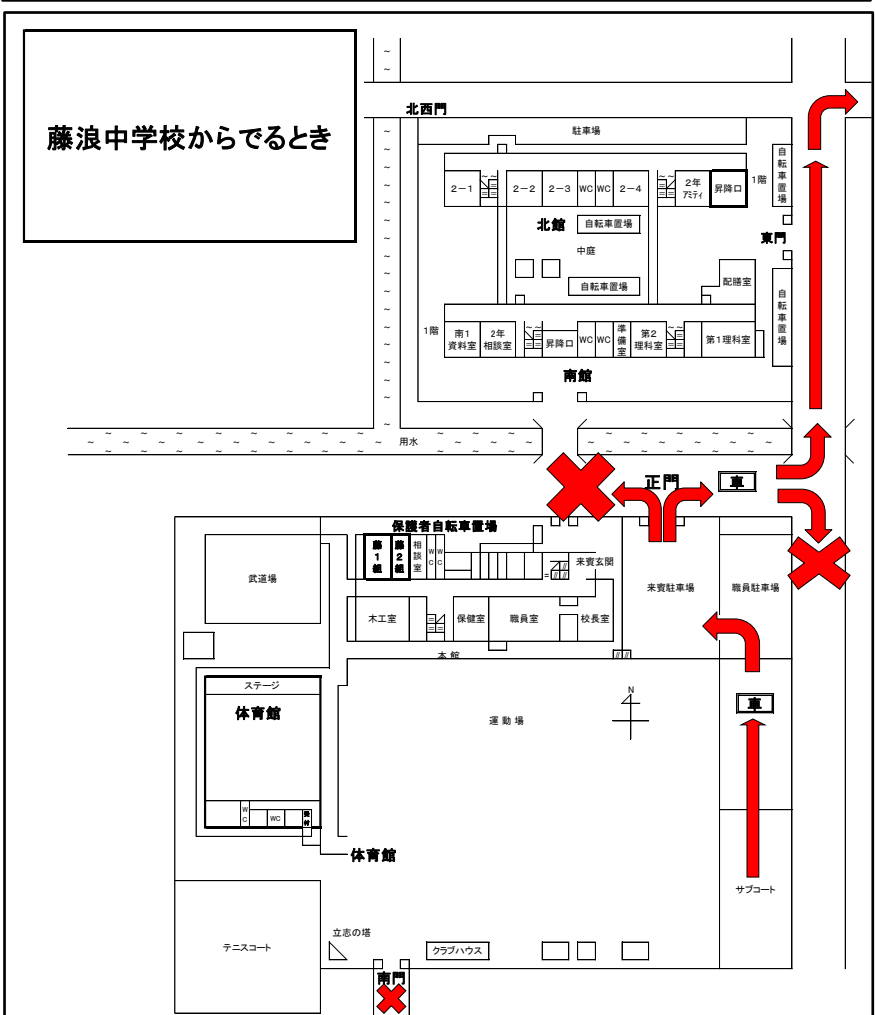 藤浪中学校からでるとき
～
～
北西門
駐車場
2－1
2－2
2－3
WC
WC
2－4
2年
ｱﾐﾃｨ
昇降口
1階
自転車置場
北館
自転車置場
中庭
東門
自転車置場
配膳室
自転車置場
1階
南1
資料室
2年
相談室
昇降口
WC
WC
準備室
第2
理科室
第1理科室
南館
用水
正門
車
保護者自転車置場
藤1組
藤2組
相談室
WC
WC
来賓玄関
武道場
来賓駐車場
職員駐車場
木工室
保健室
職員室
校長室
本 館
ステージ
体育館
運 動 場
N
車
WC
WC
体育館
サブコート
立志の塔
テニスコート
クラブハウス
南門